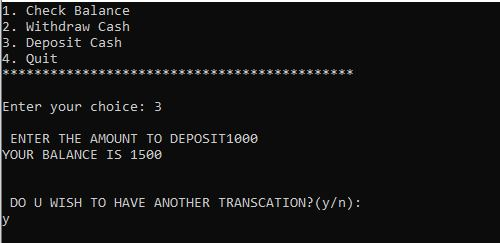 1. Check Balance
2. Withdraw Cash
3. Deposit Cash
4. Quit
********************************************
Enter your choice: 3
ENTER THE AMOUNT TO DEPOSIT1000
YOUR BALANCE IS 1500
DO U WISH TO HAVE ANOTHER TRANSCATION?(y/n):
y